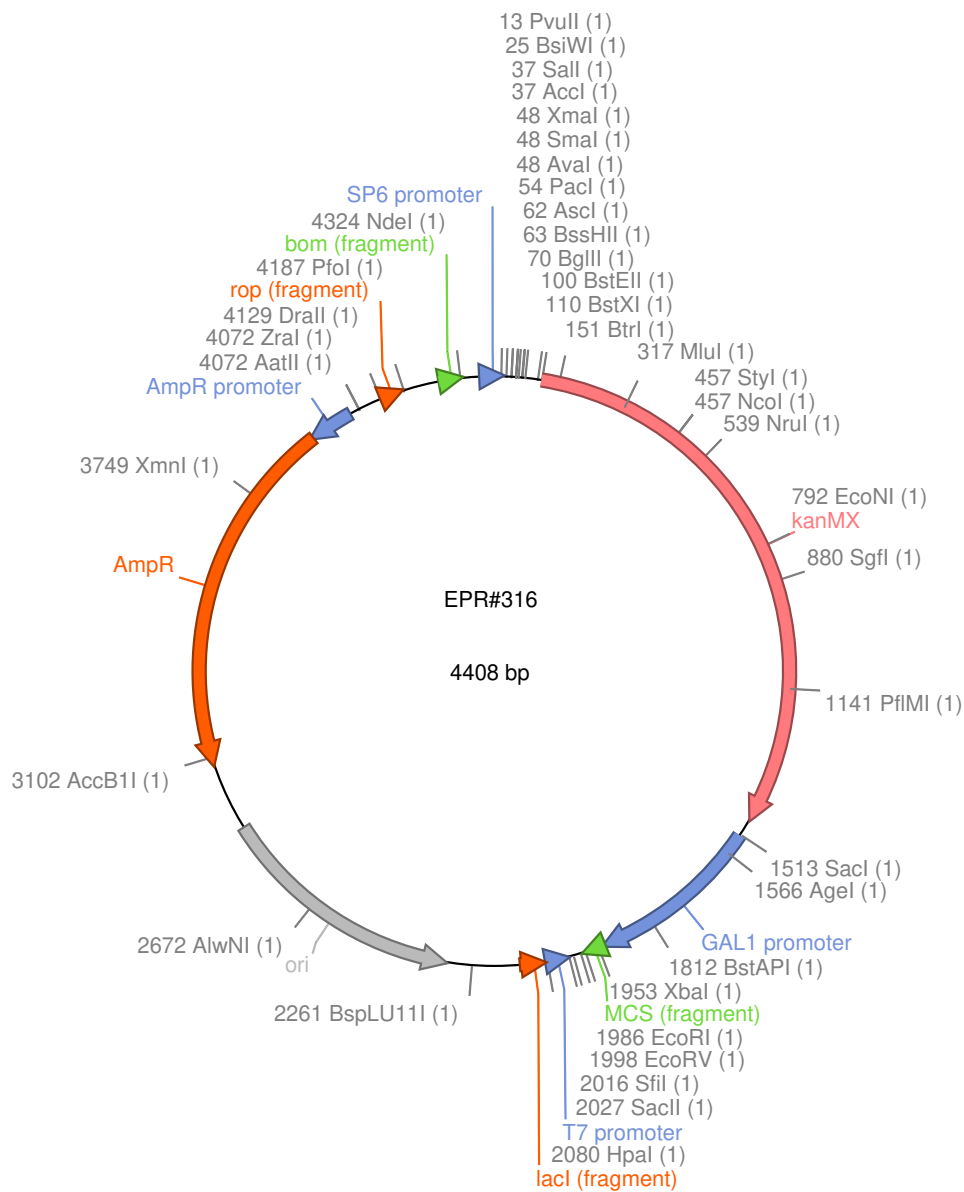 13 PvuII (1)
25 BsiWI (1)
37 SalI (1)
37 AccI (1)
48 XmaI (1)
48 SmaI (1)
48 AvaI (1)
54 PacI (1)
62 AscI (1)
63 BssHII (1)
70 BglII (1)
100 BstEII (1)
110 BstXI (1)
151 BtrI (1)
317 MluI (1)
457 StyI (1)
457 NcoI (1)
539 NruI (1)
792 EcoNI (1)
kanMX
880 SgfI (1)
1141 PflMI (1)
1513 SacI (1)
1566 AgeI (1)
GAL1 promoter
1812 BstAPI (1)
1953 XbaI (1)
MCS (fragment)
1986 EcoRI (1)
1998 EcoRV (1)
2016 SfiI (1)
2027 SacII (1)
T7 promoter
2080 HpaI (1)
lacI (fragment)
2261 BspLU11I (1)
ori
2672 AlwNI (1)
3102 AccB1I (1)
AmpR
3749 XmnI (1)
AmpR promoter
4072 AatII (1)
4072 ZraI (1)
4129 DraII (1)
rop (fragment)
4187 PfoI (1)
bom (fragment)
4324 NdeI (1)
SP6 promoter
EPR#316
4408 bp